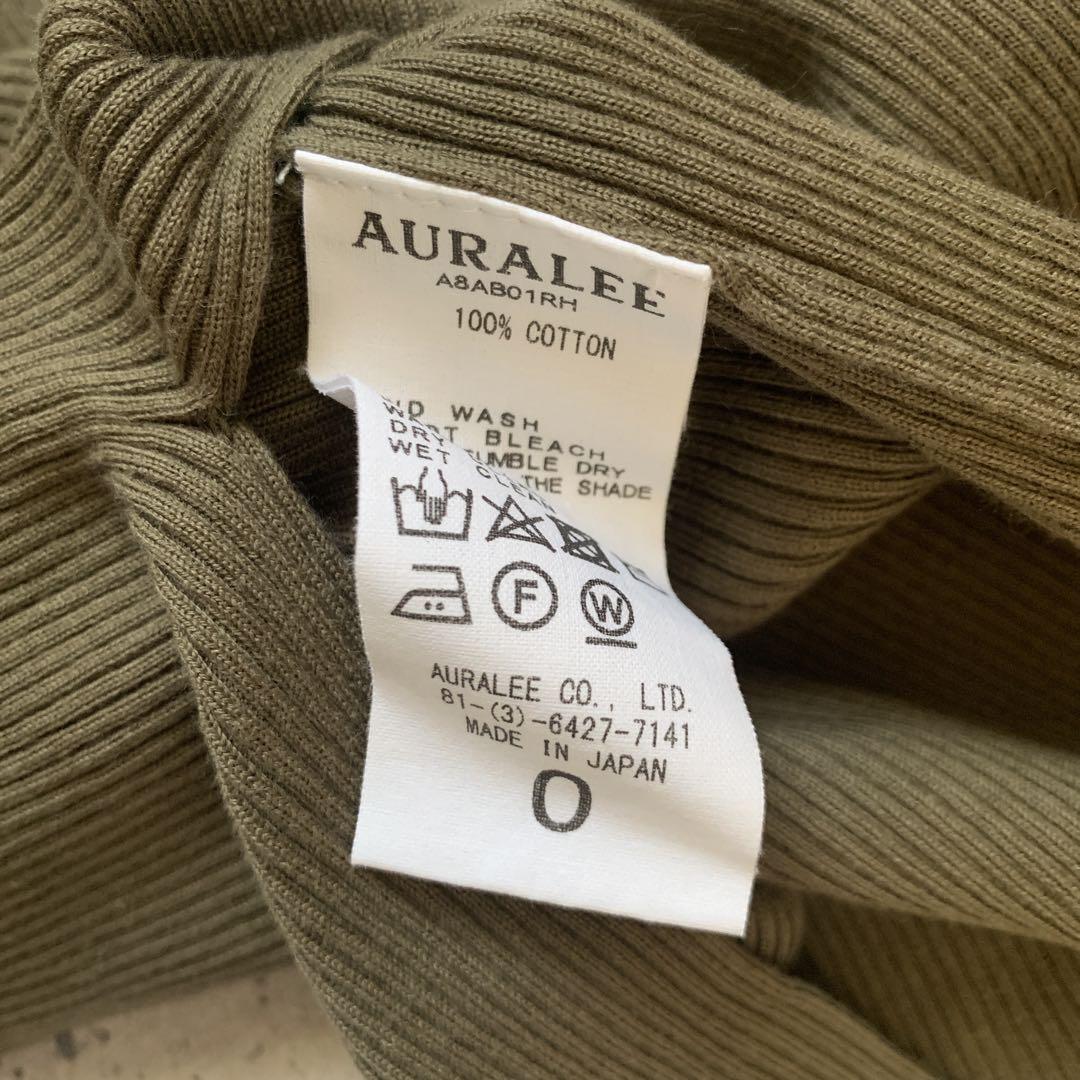 AURALEE
A8AB01RH
100% COTTON
WASH
BLEACH
DRY
WET THE SHADE
F W
AURALEE CO., LTD.
81-(3)-6427-7141
MADE IN JAPAN
0